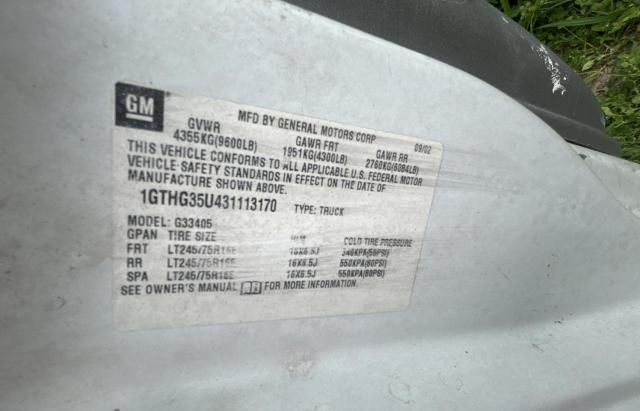 GM
MFD BY GENERAL MOTORS CORP 09/02
GVWR GAWR FRT GAWR RR
4355KG(9600LB) 1951KG(4300LB) 2760KG(6084LB)
THIS VEHICLE CONFORMS TO ALL APPLICABLE U.S. FEDERAL MOTOR
VEHICLE SAFETY STANDARDS IN EFFECT ON THE DATE OF
MANUFACTURE SHOWN ABOVE.
1GTHG35U431113170 TYPE: TRUCK
MODEL: G33405
GPAN TIRE SIZE RIM COLD TIRE PRESSURE
FRT LT245/75R16E 16X6.5J 340KPA(50PSI)
RR LT245/75R16E 16X6.5J 550KPA(80PSI)
SPA LT245/75R16E 16X6.5J 550KPA(80PSI)
SEE OWNER'S MANUAL FOR MORE INFORMATION.